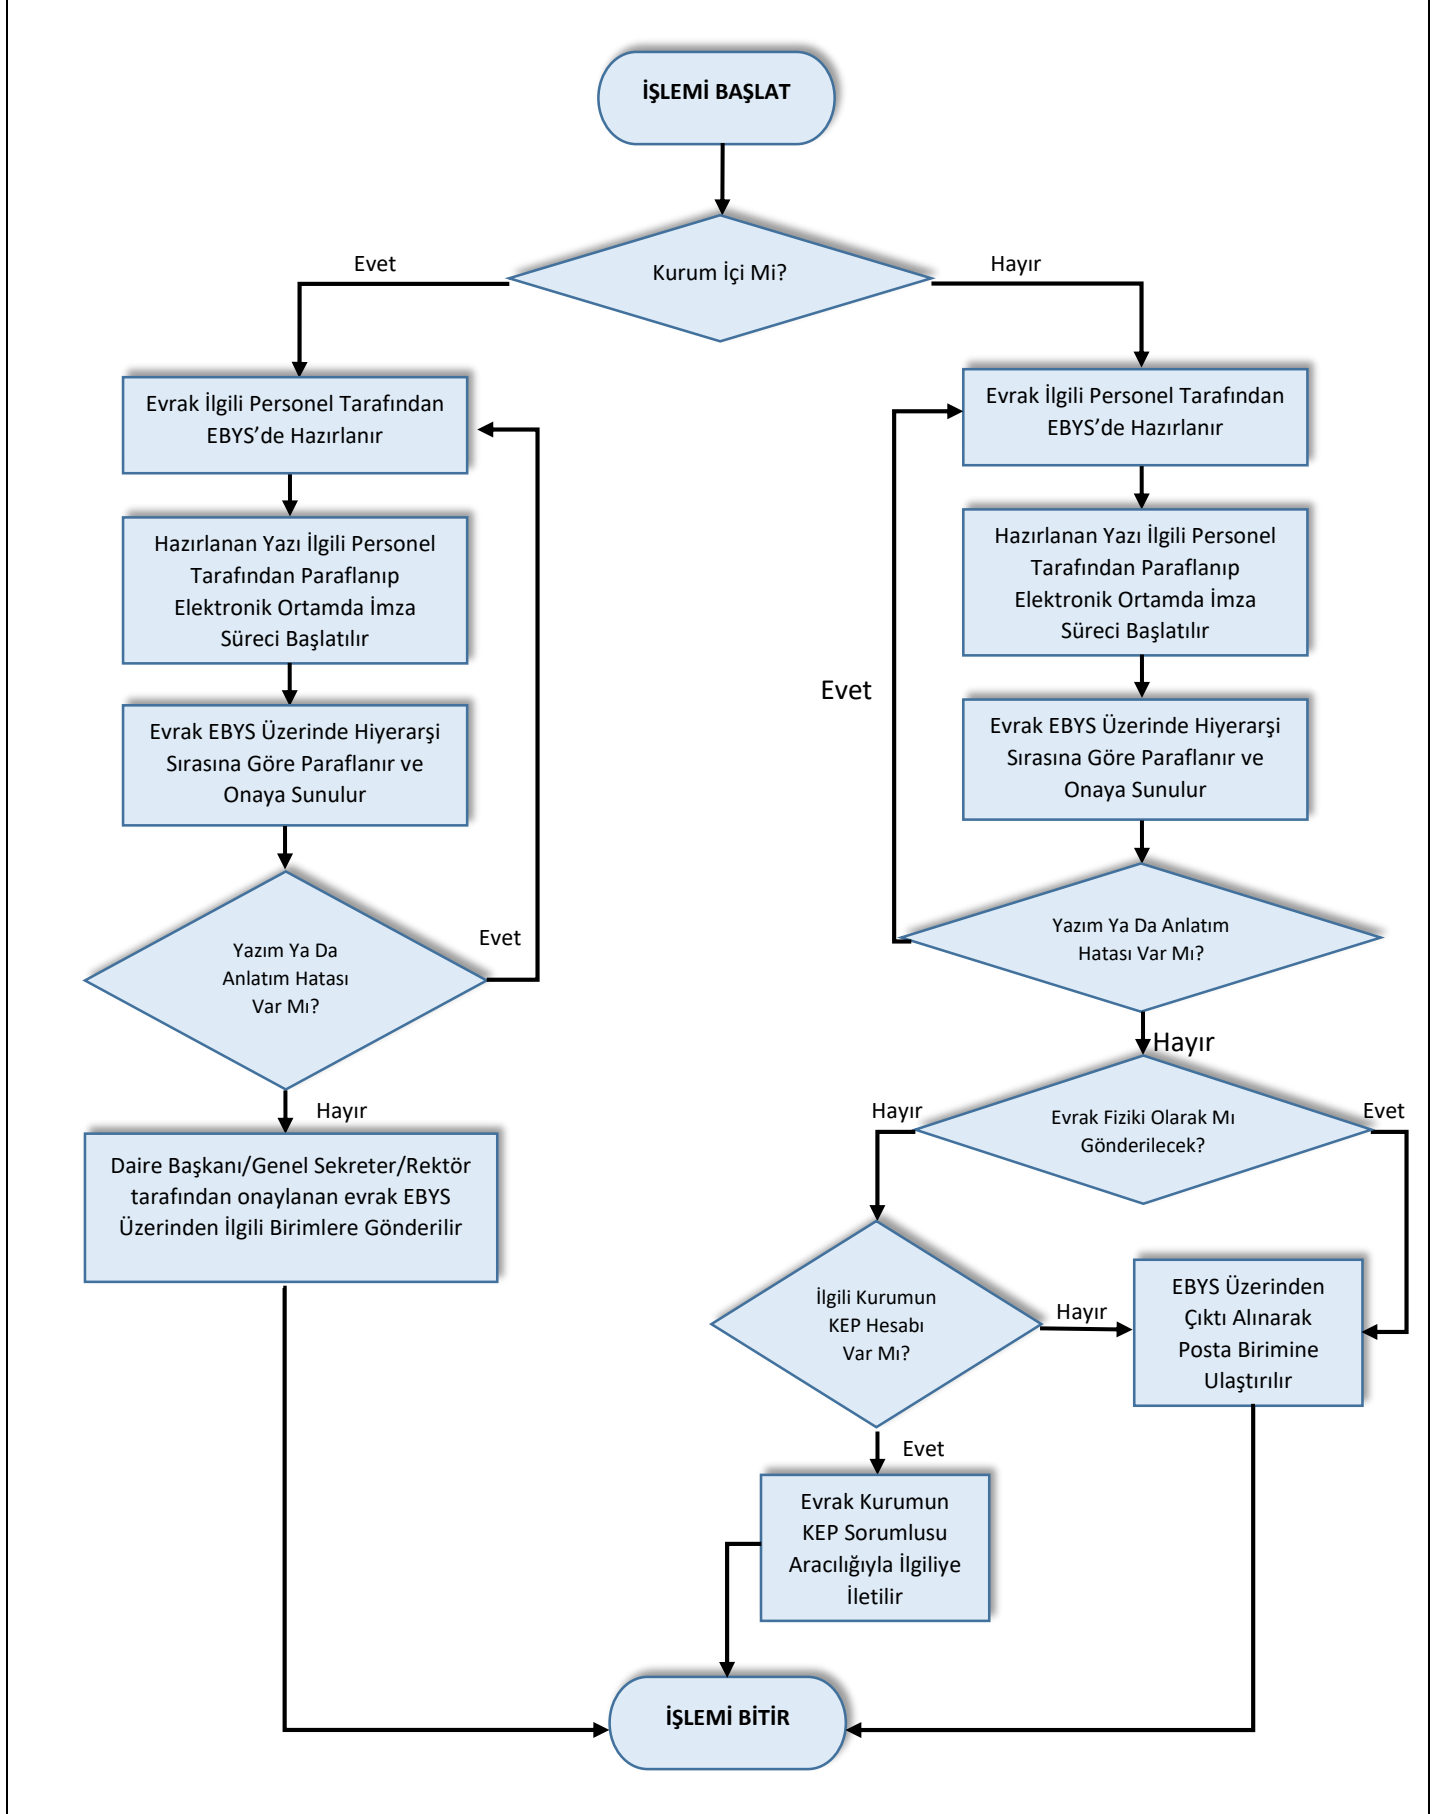 İŞLEMİ BAŞLAT
Kurum İçi Mi?
Evet
Hayır
Evrak İlgili Personel Tarafından
EBYS’de Hazırlanır
Hazırlanan Yazı İlgili Personel
Tarafından Paraflanıp
Elektronik Ortamda İmza
Süreci Başlatılır
Evrak EBYS Üzerinde Hiyerarşi
Sırasına Göre Paraflanır ve
Onaya Sunulur
Yazım Ya Da
Anlatım Hatası
Var Mı?
Evet
Hayır
Daire Başkanı/Genel Sekreter/Rektör
tarafından onaylanan evrak EBYS
Üzerinden İlgili Birimlere Gönderilir
Evrak İlgili Personel Tarafından
EBYS’de Hazırlanır
Hazırlanan Yazı İlgili Personel
Tarafından Paraflanıp
Elektronik Ortamda İmza
Süreci Başlatılır
Evet
Evrak EBYS Üzerinde Hiyerarşi
Sırasına Göre Paraflanır ve
Onaya Sunulur
Yazım Ya Da Anlatım
Hatası Var Mı?
Hayır
Evrak Fiziki Olarak Mı
Gönderilecek?
Hayır
Evet
İlgili Kurumun
KEP Hesabı
Var Mı?
Hayır
EBYS Üzerinden
Çıktı Alınarak
Posta Birimine
Ulaştırılır
Evet
Evrak Kurumun
KEP Sorumlusu
Aracılığıyla İlgiliye
İletilir
İŞLEMİ BİTİR